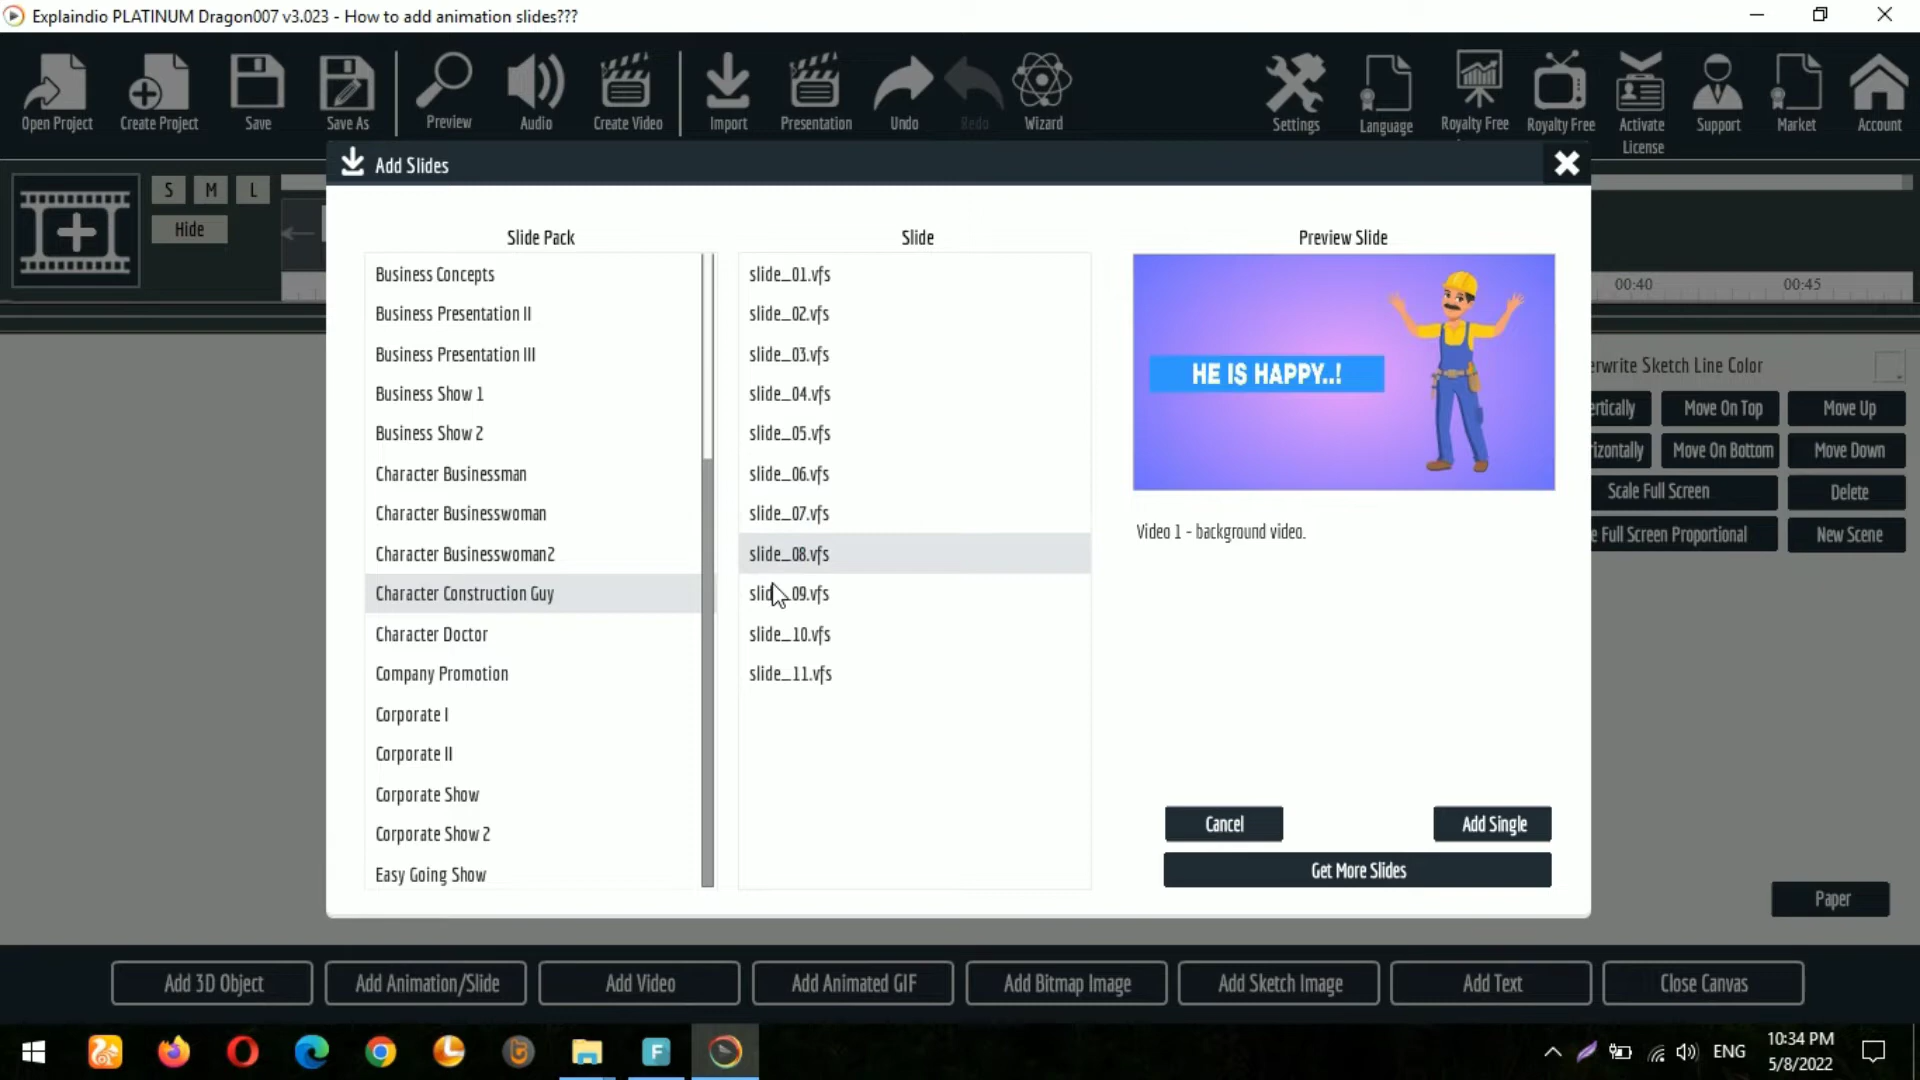 Explaindio PLATINUM Dragon007 v3.023 - How to add animation slides???
Open Project
Create Project
Save
Save As
Preview
Audio
Create Video
Import
Presentation
Undo
Redo
Wizard
Settings
Language
Royalty Free
Royalty Free
Activate
License
Support
Market
Account
Add Slides
S M L
Hide
00:40
00:45
Slide Pack
Business Concepts
Business Presentation II
Business Presentation III
Business Show 1
Business Show 2
Character Businessman
Character Businesswoman
Character Businesswoman2
Character Construction Guy
Character Doctor
Company Promotion
Corporate I
Corporate II
Corporate Show
Corporate Show 2
Easy Going Show
Slide
slide_01.vfs
slide_02.vfs
slide_03.vfs
slide_04.vfs
slide_05.vfs
slide_06.vfs
slide_07.vfs
slide_08.vfs
slide_09.vfs
slide_10.vfs
slide_11.vfs
Preview Slide
HE IS HAPPY..!
Video 1 - background video.
Cancel
Add Single
Get More Slides
erwrite Sketch Line Color
ertically
Move On Top
Move Up
izontally
Move On Bottom
Move Down
Scale Full Screen
Delete
e Full Screen Proportional
New Scene
Paper
Add 3D Object
Add Animation/Slide
Add Video
Add Animated GIF
Add Bitmap Image
Add Sketch Image
Add Text
Close Canvas
ENG
10:34 PM
5/8/2022